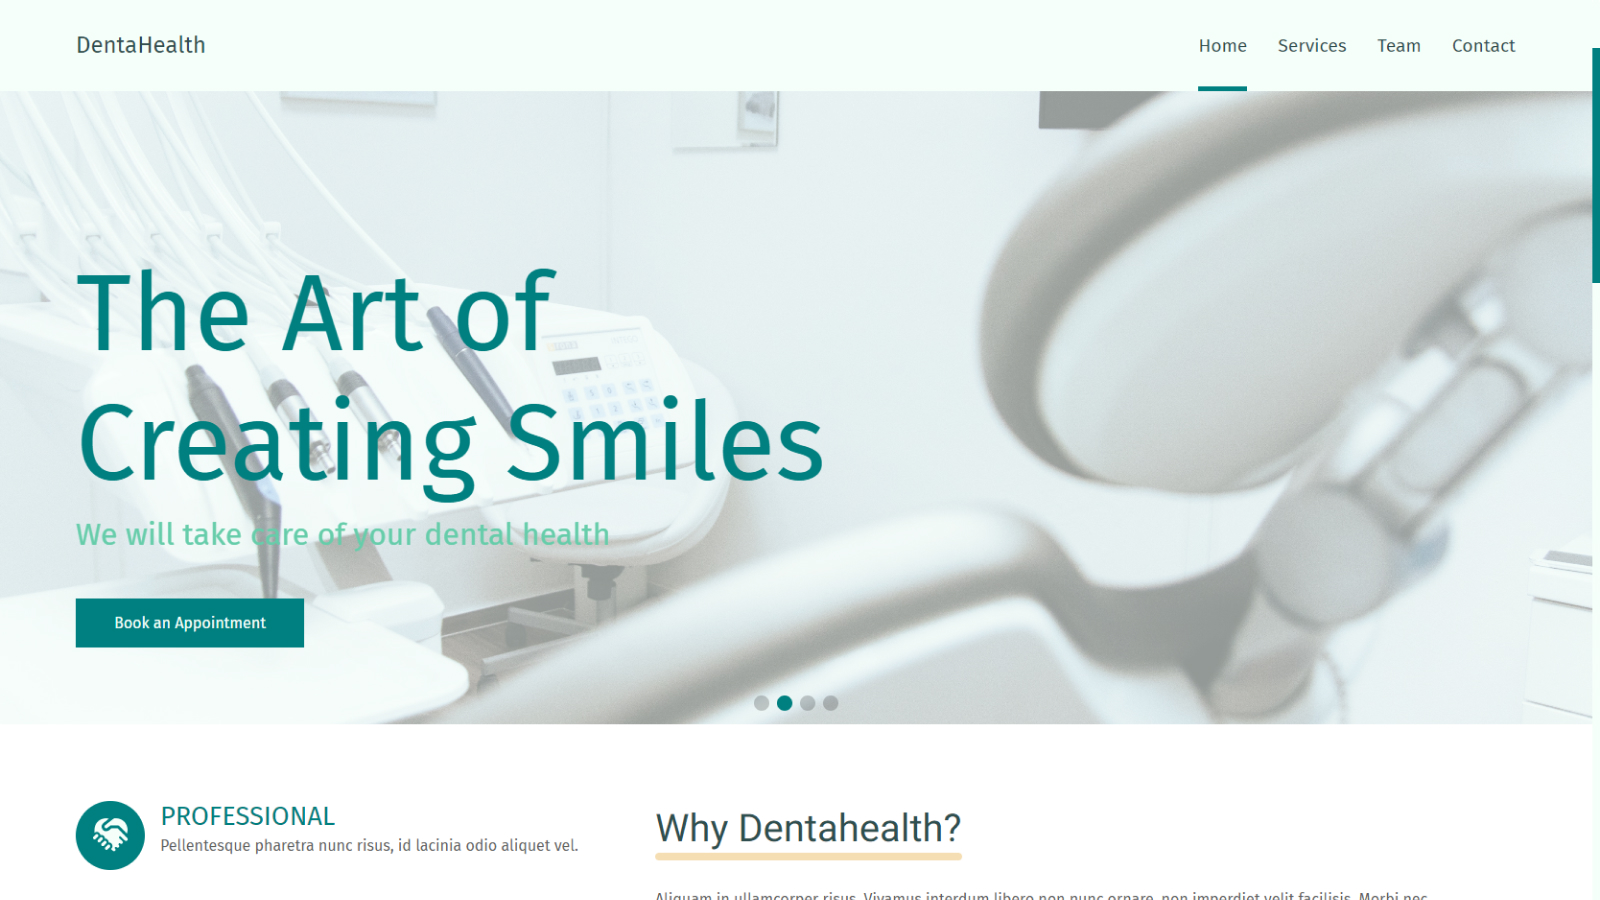 DentaHealth
Home Services Team Contact
The Art of
Creating Smiles
We will take care of your dental health
Book an Appointment
PROFESSIONAL
Pellentesque pharetra nunc risus, id lacinia odio aliquet vel.
Why Dentahealth?
Aliquam in ullamcorper risus. Vivamus interdum libero non nunc ornare, non imperdiet velit facilisis. Morbi nec